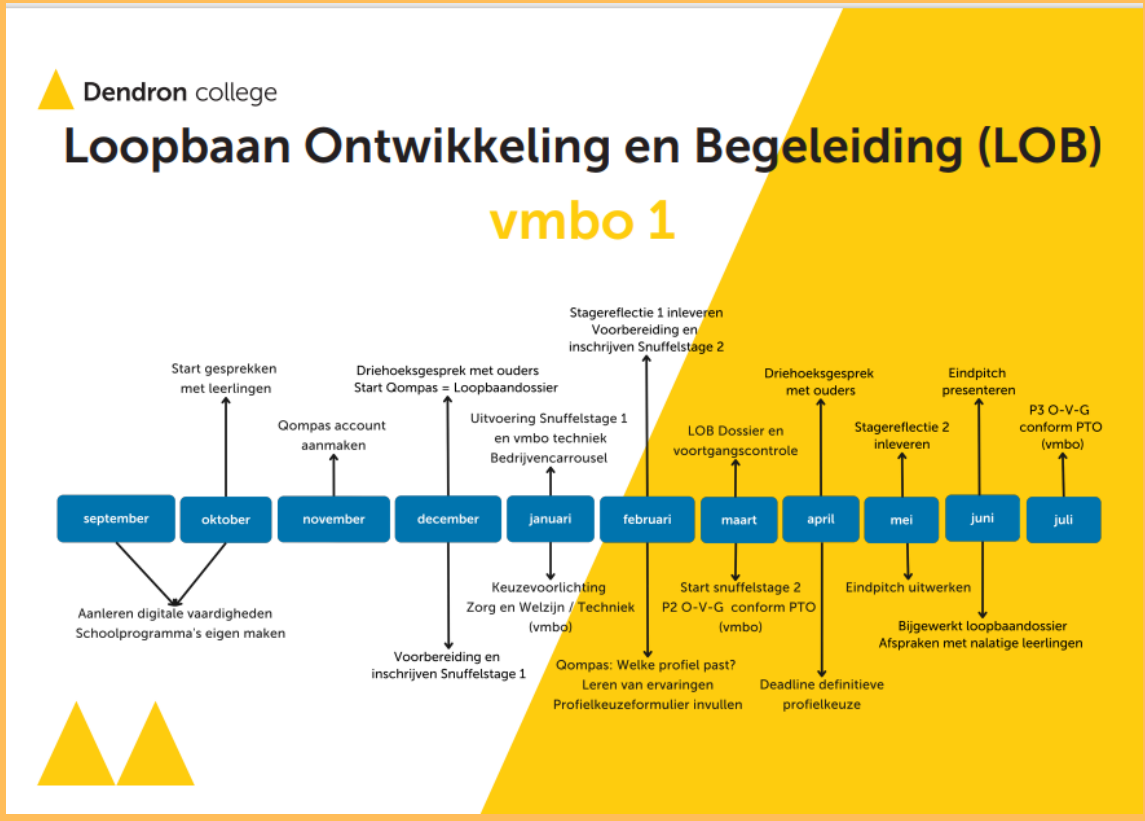 Dendron college
Loopbaan Ontwikkeling en Begeleiding (LOB)
vmbo 1
Start gesprekken
met leerlingen
Qompas account
aanmaken
Driehoeksgesprek met ouders
Start Qompas = Loopbaandossier
Uitvoering Snuffelstage 1
en vmbo techniek
Bedrijvencarrousel
Stagereflectie 1 inleveren
Voorbereiding en
inschrijven Snuffelstage 2
LOB Dossier en
voortgangscontrole
Driehoeksgesprek
met ouders
Stagereflectie 2
inleveren
Eindpitch
presenteren
P3 O-V-G
conform PTO
(vmbo)
september
oktober
november
december
januari
februari
maart
april
mei
juni
juli
Aanleren digitale vaardigheden
Schoolprogramma's eigen maken
Voorbereiding en
inschrijven Snuffelstage 1
Keuzevoorlichting
Zorg en Welzijn / Techniek
(vmbo)
Qompas: Welke profiel past?
Leren van ervaringen
Profielkeuzeformulier invullen
Start snuffelstage 2
P2 O-V-G conform PTO
(vmbo)
Deadline definitieve
profielkeuze
Eindpitch uitwerken
Bijgewerkt loopbaandossier
Afspraken met nalatige leerlingen